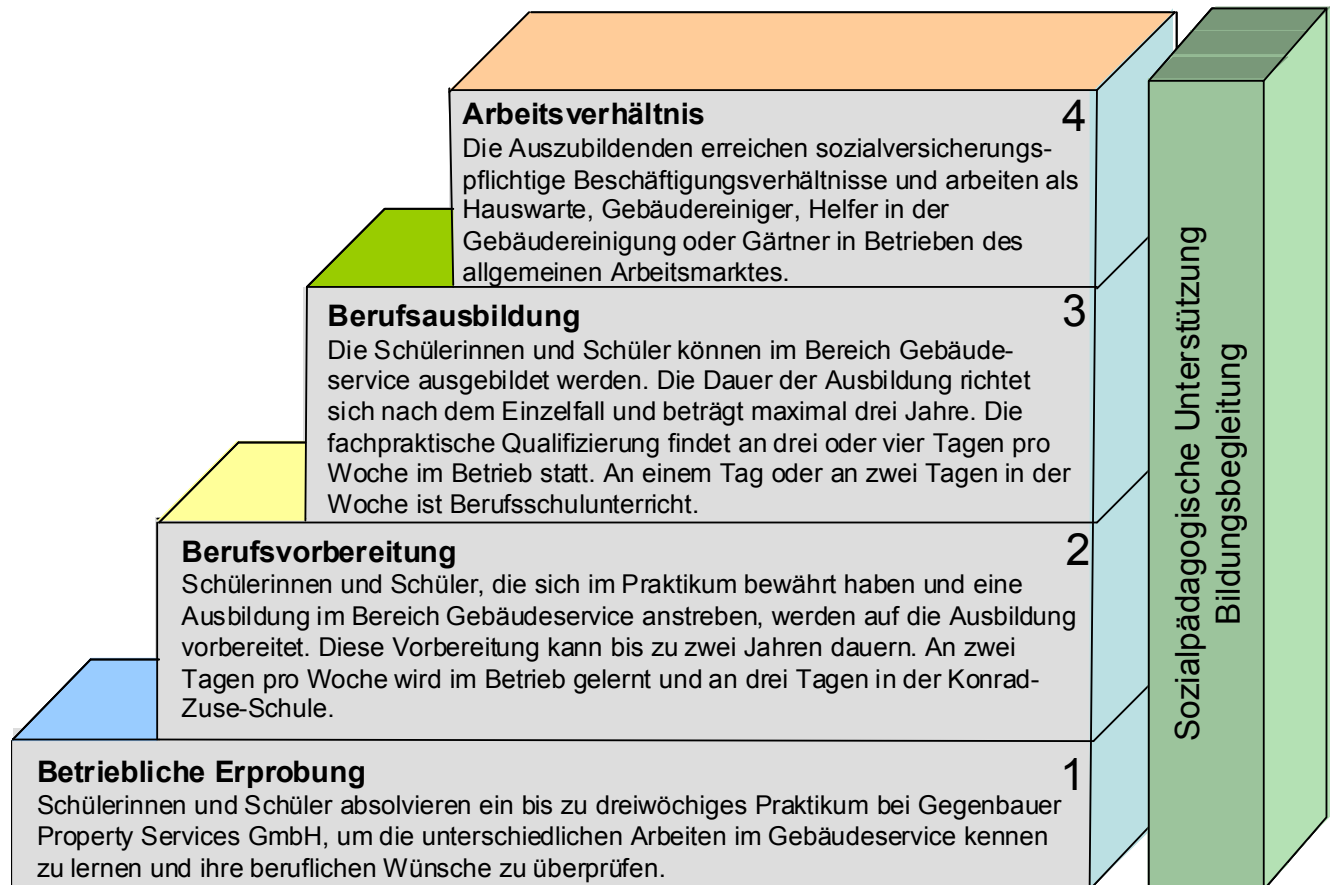 Arbeitsverhältnis 4
Die Auszubildenden erreichen sozialversicherungs-
pflichtige Beschäftigungsverhältnisse und arbeiten als
Hauswarte, Gebäudereiniger, Helfer in der
Gebäudereinigung oder Gärtner in Betrieben des
allgemeinen Arbeitsmarktes.
Berufsausbildung 3
Die Schülerinnen und Schüler können im Bereich Gebäude-
service ausgebildet werden. Die Dauer der Ausbildung richtet
sich nach dem Einzelfall und beträgt maximal drei Jahre. Die
fachpraktische Qualifizierung findet an drei oder vier Tagen pro
Woche im Betrieb statt. An einem Tag oder an zwei Tagen in der
Woche ist Berufsschulunterricht.
Berufsvorbereitung 2
Schülerinnen und Schüler, die sich im Praktikum bewährt haben und eine
Ausbildung im Bereich Gebäudeservice anstreben, werden auf die Ausbildung
vorbereitet. Diese Vorbereitung kann bis zu zwei Jahren dauern. An zwei
Tagen pro Woche wird im Betrieb gelernt und an drei Tagen in der Konrad-
Zuse-Schule.
Betriebliche Erprobung 1
Schülerinnen und Schüler absolvieren ein bis zu dreiwöchiges Praktikum bei Gegenbauer
Property Services GmbH, um die unterschiedlichen Arbeiten im Gebäudeservice kennen
zu lernen und ihre beruflichen Wünsche zu überprüfen.
Sozialpädagogische Unterstützung
Bildungsbegleitung